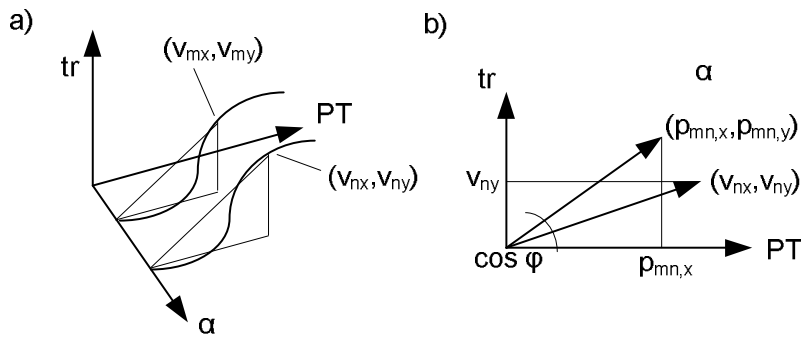 a)
tr
(vmx,vmy)
PT
(vnx,vny)
α
b)
α
tr
(pmn,x,pmn,y)
vny
(vnx,vny)
cos φ
pmn,x
PT